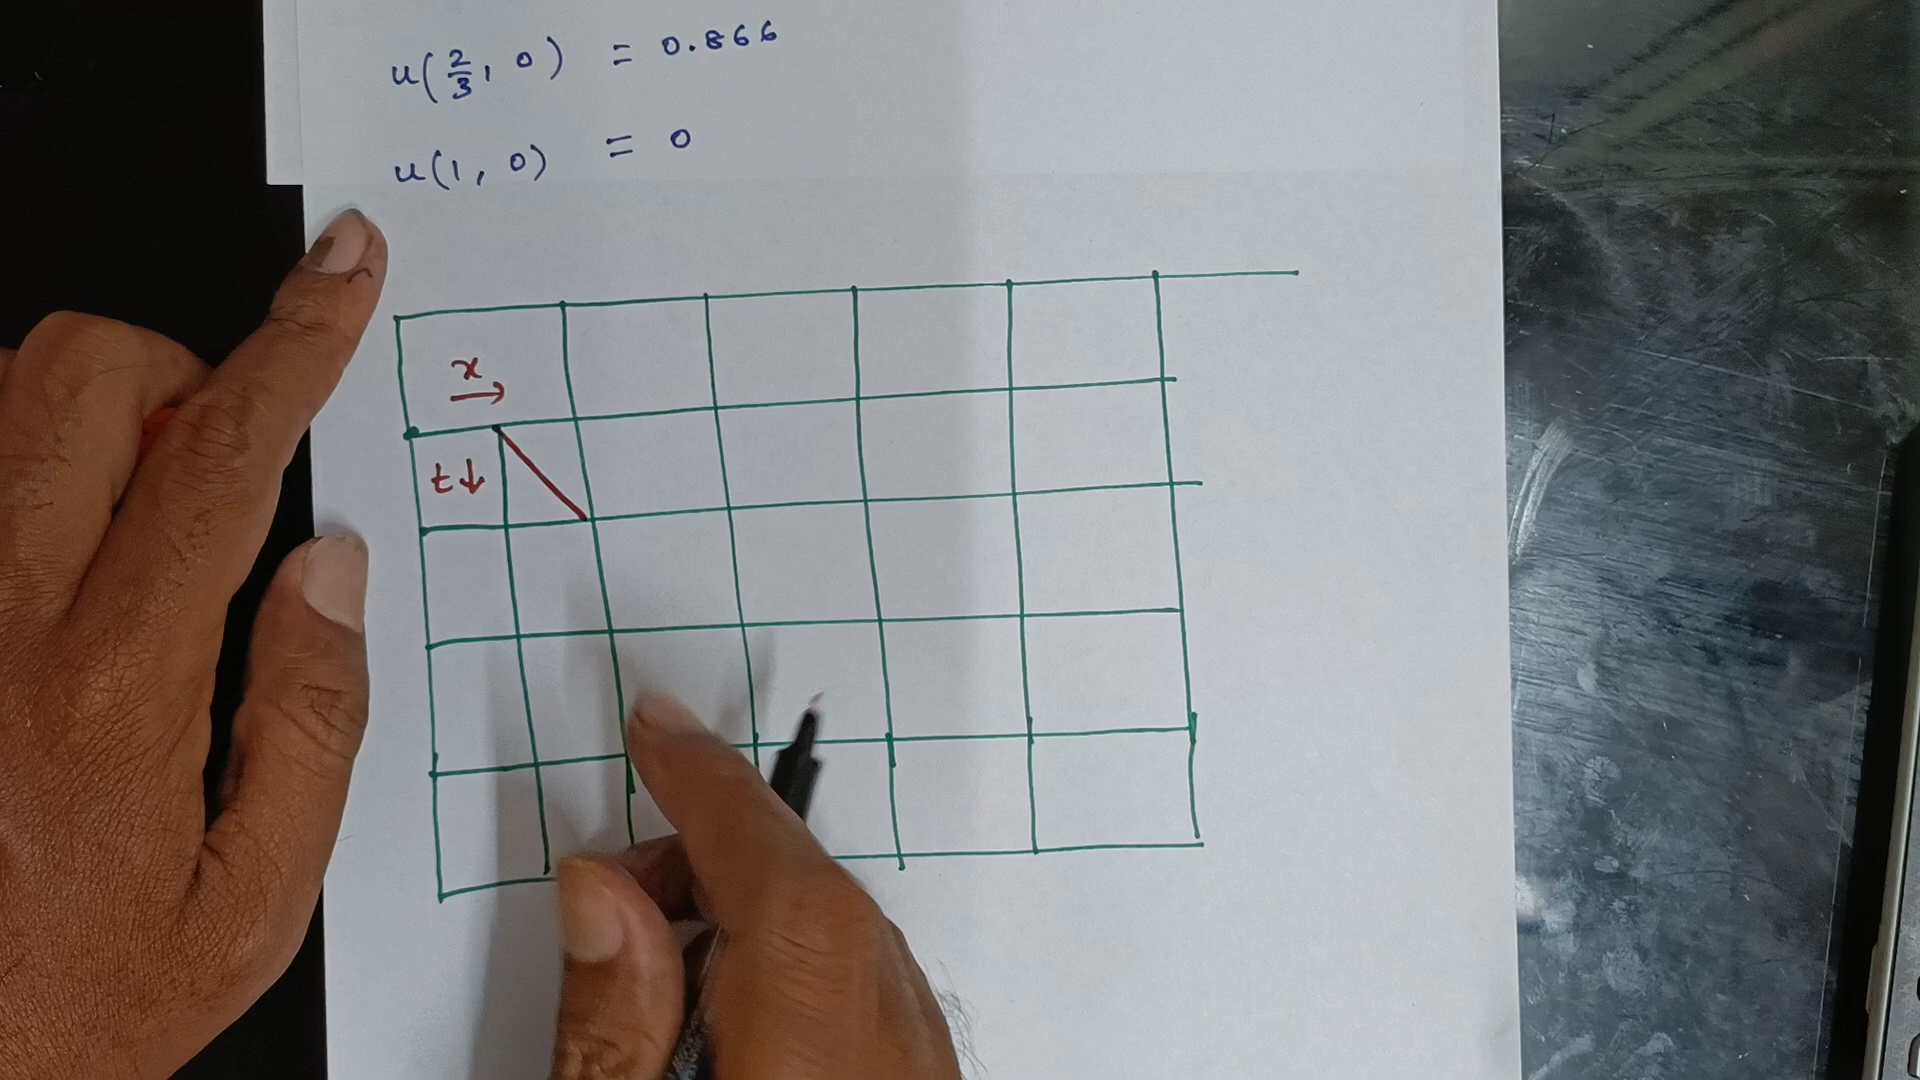 u(2/3, 0) = 0.866
u(1, 0) = 0
x →
t ↓